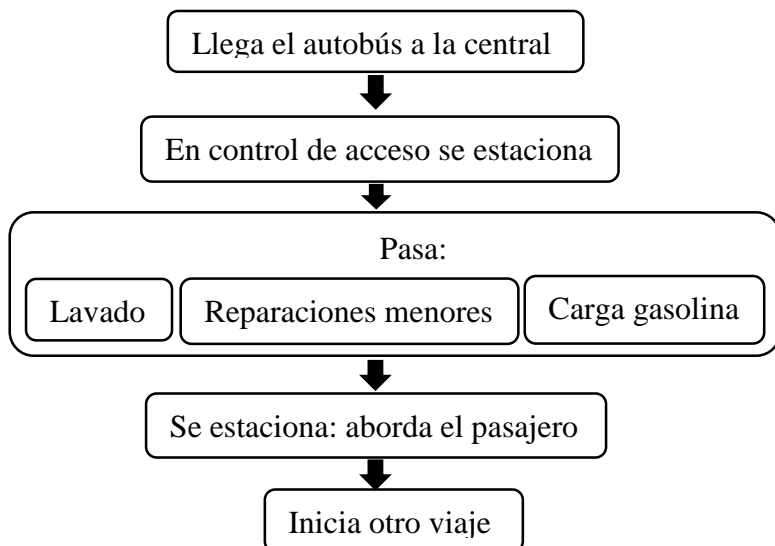 Llega el autobús a la central
En control de acceso se estaciona
Pasa:
Lavado
Reparaciones menores
Carga gasolina
Se estaciona: aborda el pasajero
Inicia otro viaje